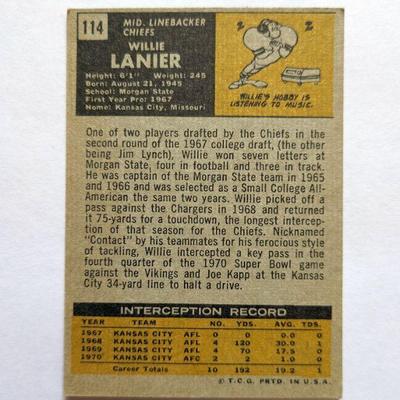 114
MID. LINEBACKER
CHIEFS
WILLIE
LANIER
Height: 6'1" Weight: 245
Born: August 21, 1945
School: Morgan State
First Year Pro: 1967
Home: Kansas City, Missouri
WILLIE'S HOBBY IS
LISTENING TO MUSIC.
One of two players drafted by the Chiefs in
the second round of the 1967 college draft, (the other
being Jim Lynch), Willie won seven letters at
Morgan State, four in football and three in track.
He was captain of the Morgan State team in 1965
and 1966 and was selected as a Small College All-
American the same two years. Willie picked off a
pass against the Chargers in 1968 and returned
it 75-yards for a touchdown, the longest intercep-
tion of that season for the Chiefs. Nicknamed
"Contact" by his teammates for his ferocious style
of tackling, Willie intercepted a key pass in the
fourth quarter of the 1970 Super Bowl game
against the Vikings and Joe Kapp at the Kansas
City 34-yard line to halt a drive.
INTERCEPTION RECORD
YEAR TEAM NO. YDS. AVG. TDS.
1967 KANSAS CITY AFL 0 0 0.0 0
1968 KANSAS CITY AFL 4 120 30.0 1
1969 KANSAS CITY AFL 4 70 17.5 0
1970 KANSAS CITY AFC 2 2 1.0 0
Career Totals 10 192 19.2 1
© T.C.G. PRTD. IN U.S.A.